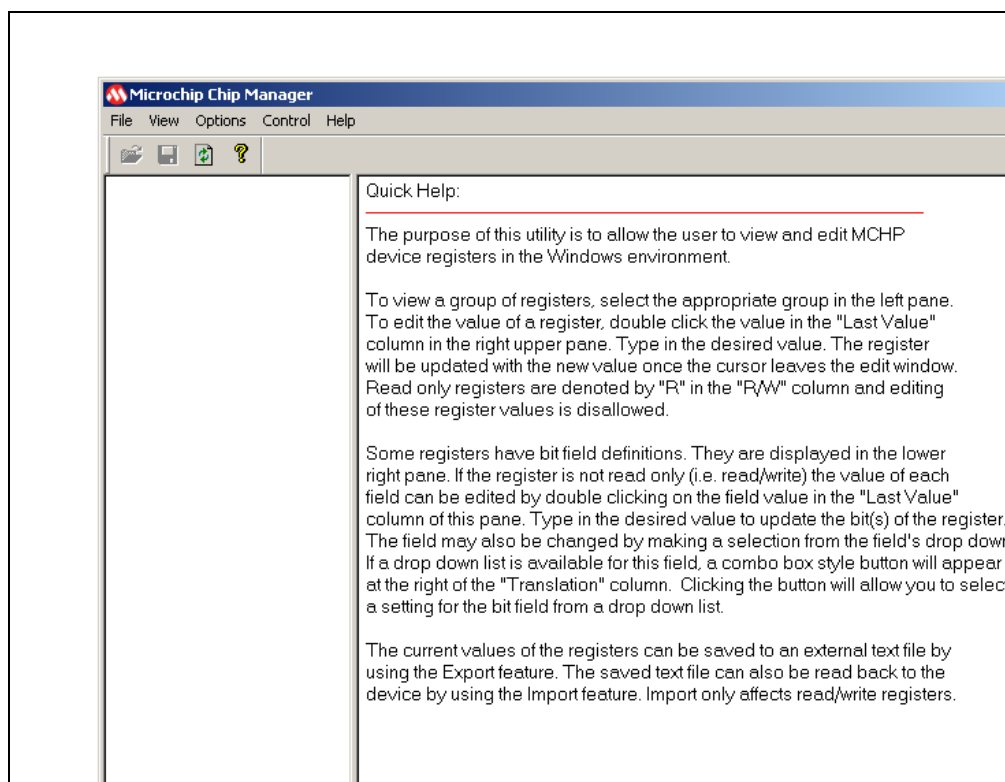 Microchip Chip Manager
File View Options Control Help
Quick Help:
The purpose of this utility is to allow the user to view and edit MCHP
device registers in the Windows environment.
To view a group of registers, select the appropriate group in the left pane.
To edit the value of a register, double click the value in the "Last Value"
column in the right upper pane. Type in the desired value. The register
will be updated with the new value once the cursor leaves the edit window.
Read only registers are denoted by "R" in the "R/W" column and editing
of these register values is disallowed.
Some registers have bit field definitions. They are displayed in the lower
right pane. If the register is not read only (i.e. read/write) the value of each
field can be edited by double clicking on the field value in the "Last Value"
column of this pane. Type in the desired value to update the bit(s) of the register.
The field may also be changed by making a selection from the field's drop down
If a drop down list is available for this field, a combo box style button will appear
at the right of the "Translation" column. Clicking the button will allow you to selec
a setting for the bit field from a drop down list.
The current values of the registers can be saved to an external text file by
using the Export feature. The saved text file can also be read back to the
device by using the Import feature. Import only affects read/write registers.